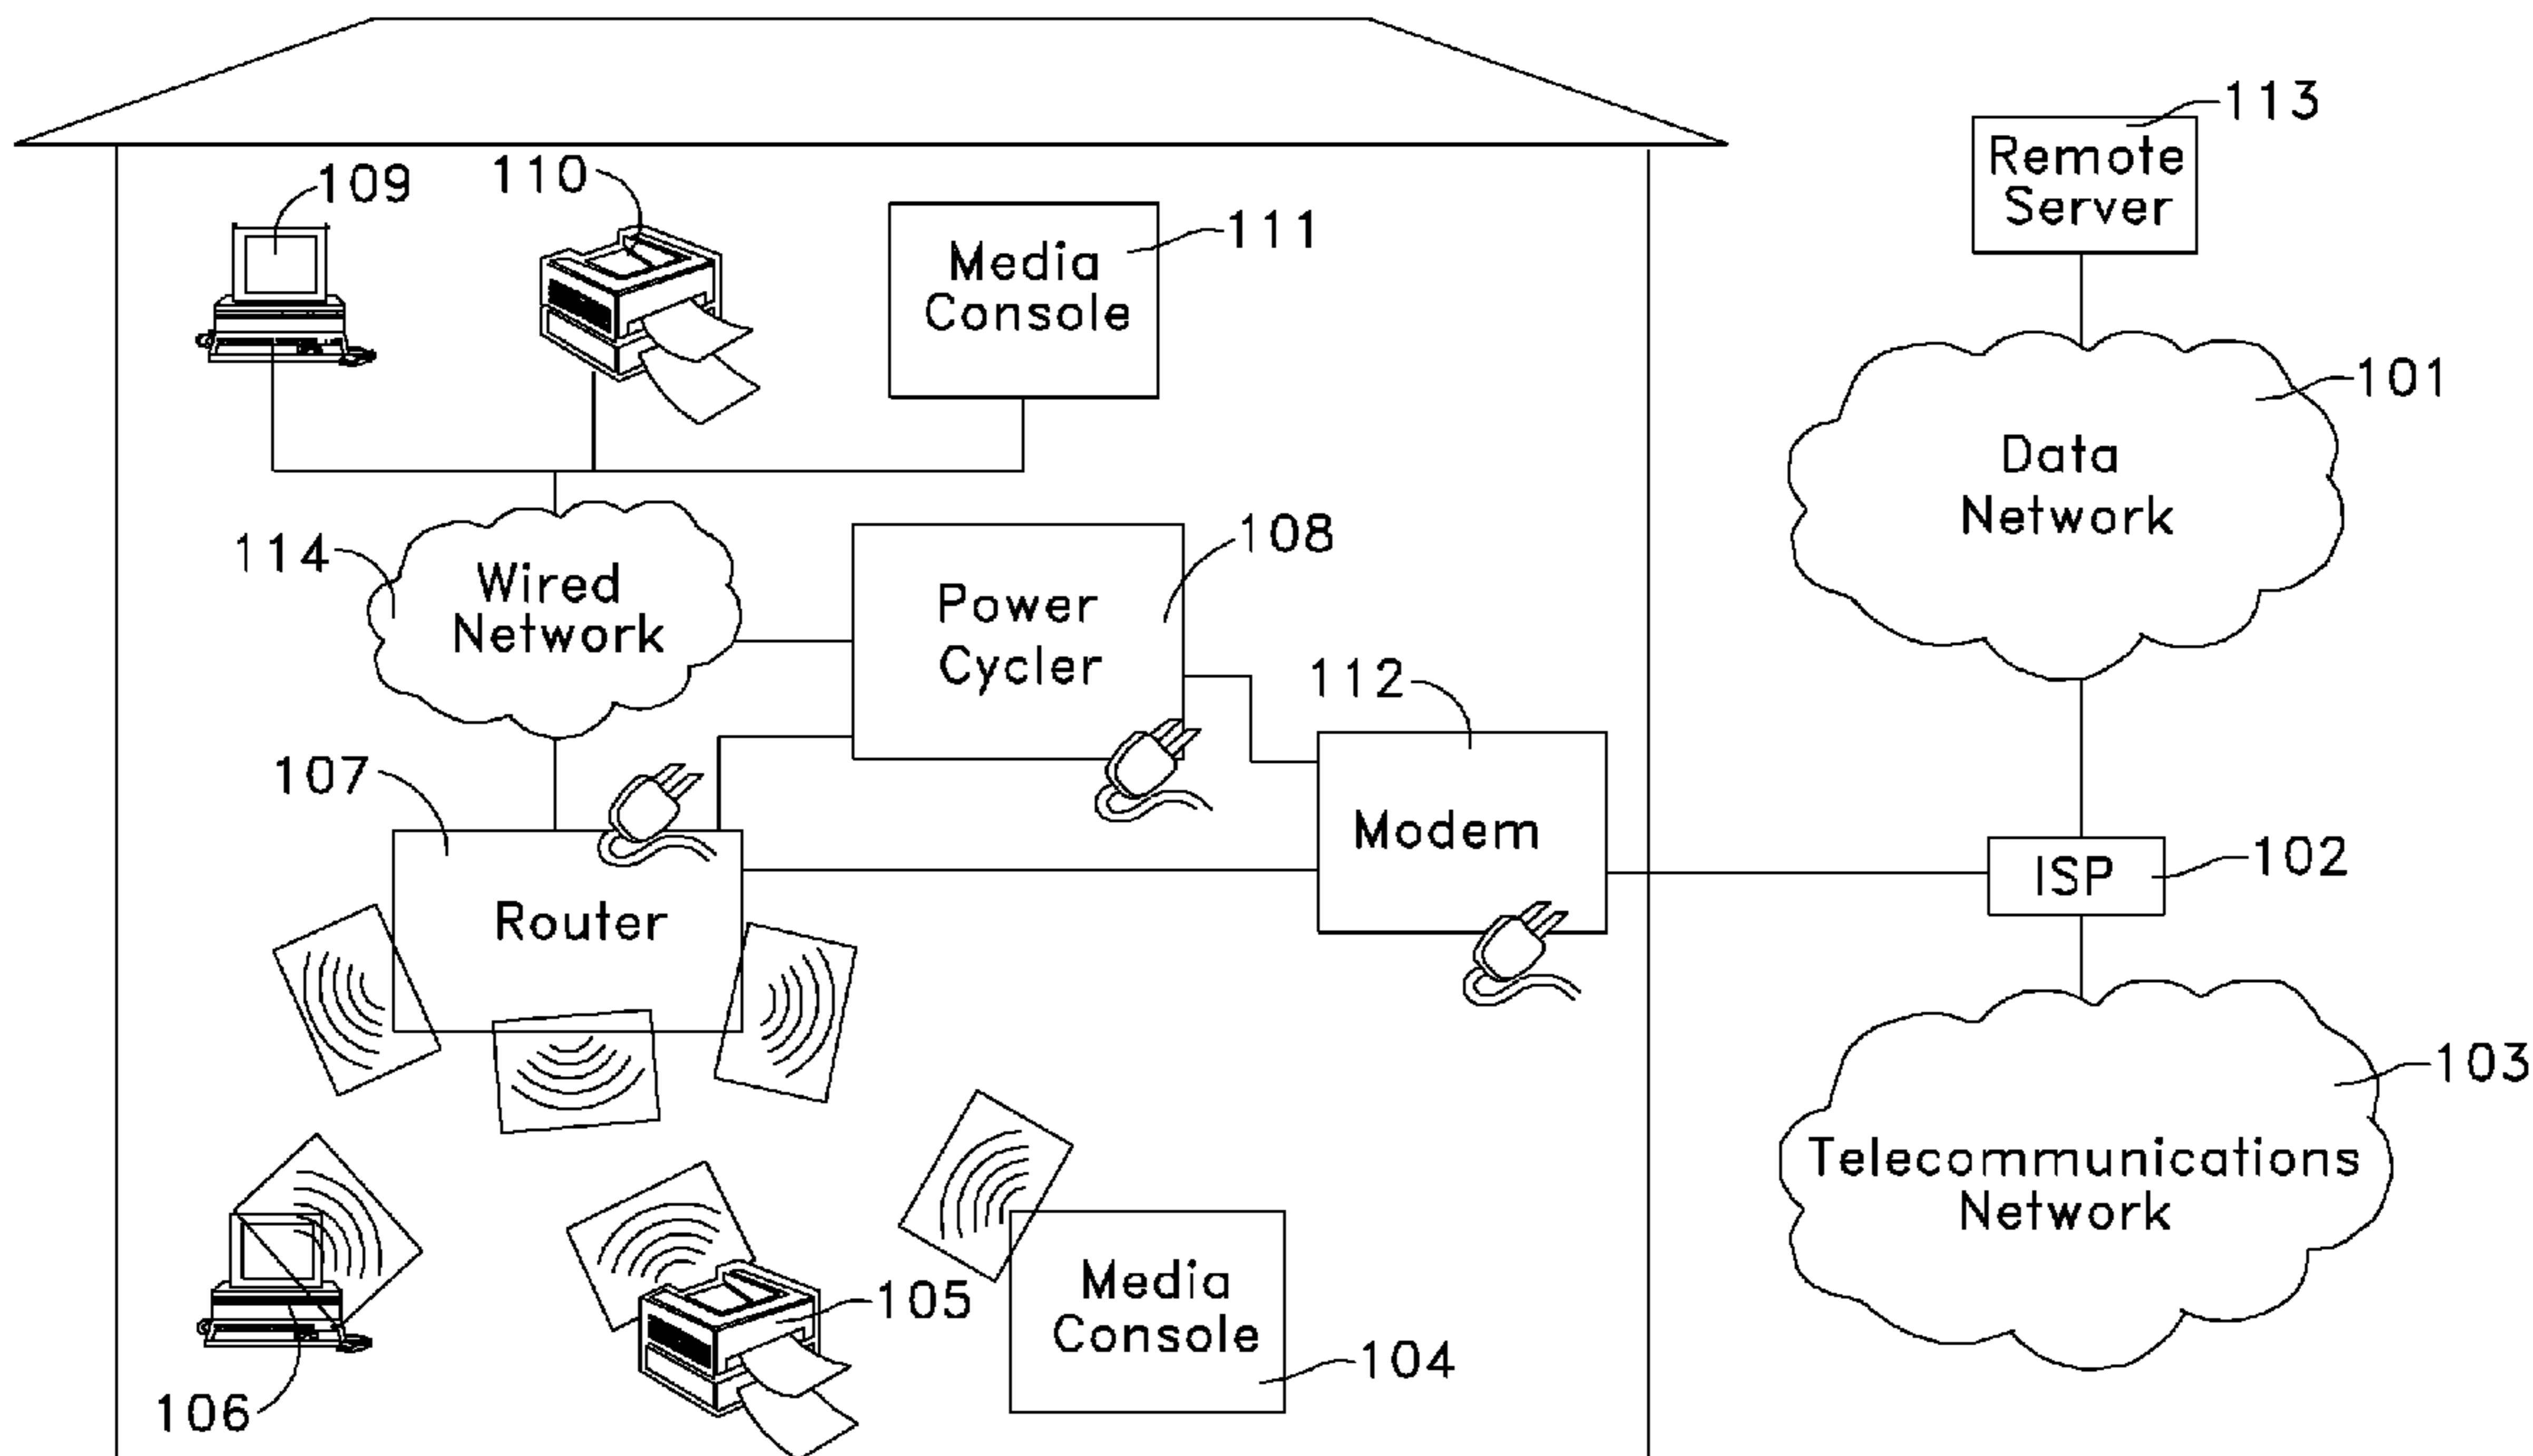 113
Remote
Server
109
110
111
Media
Console
101
Data
Network
114
Wired
Network
108
Power
Cycler
112
Modem
107
Router
102
ISP
103
Telecommunications
Network
106
105
Media
Console
104